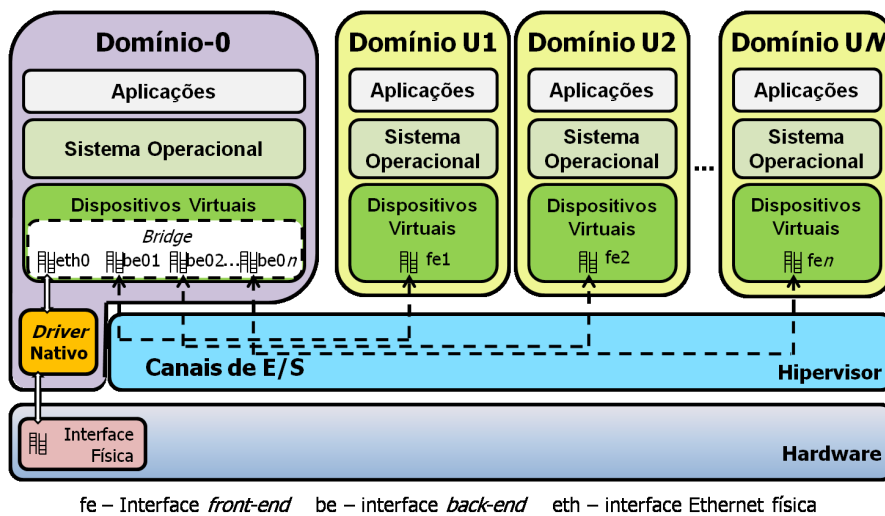 Domínio-0
Aplicações
Sistema Operacional
Dispositivos Virtuais
Bridge
eth0 be01 be02... be0n
Driver
Nativo
Domínio U1
Aplicações
Sistema
Operacional
Dispositivos
Virtuais
fe1
Domínio U2
Aplicações
Sistema
Operacional
Dispositivos
Virtuais
fe2
...
Domínio UN
Aplicações
Sistema
Operacional
Dispositivos
Virtuais
fen
Canais de E/S
Hipervisor
Interface
Física
Hardware
fe – Interface front-end be – interface back-end eth – interface Ethernet física